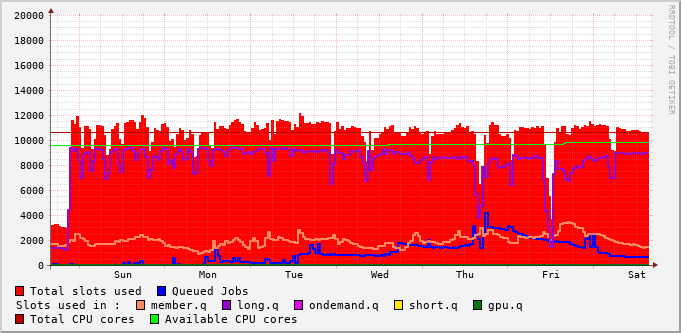 RRDTOOL / TOBI OETIKER
20000
18000
16000
14000
12000
10000
8000
6000
4000
2000
0
Sun Mon Tue Wed Thu Fri Sat
Total slots used Queued Jobs
Slots used in : member.q long.q ondemand.q short.q gpu.q
Total CPU cores Available CPU cores